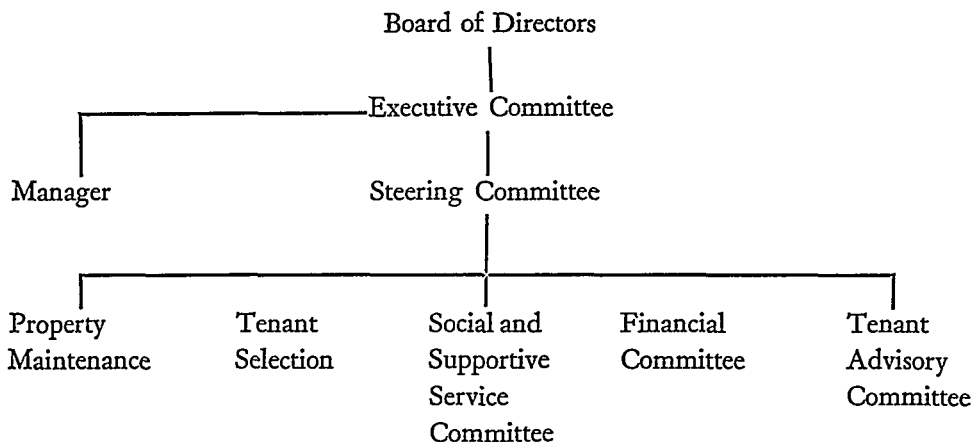 Board of Directors
Executive Committee
Manager
Steering Committee
Property
Maintenance
Tenant
Selection
Social and
Supportive
Service
Committee
Financial
Committee
Tenant
Advisory
Committee